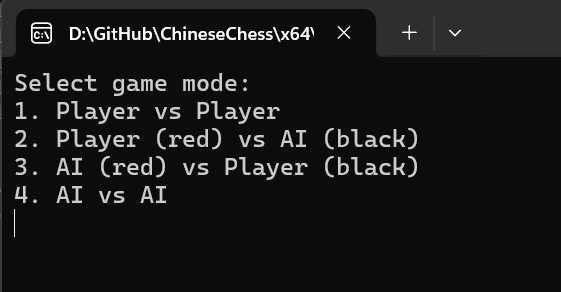 D:\GitHub\ChineseChess\x64\
Select game mode:
1. Player vs Player
2. Player (red) vs AI (black)
3. AI (red) vs Player (black)
4. AI vs AI